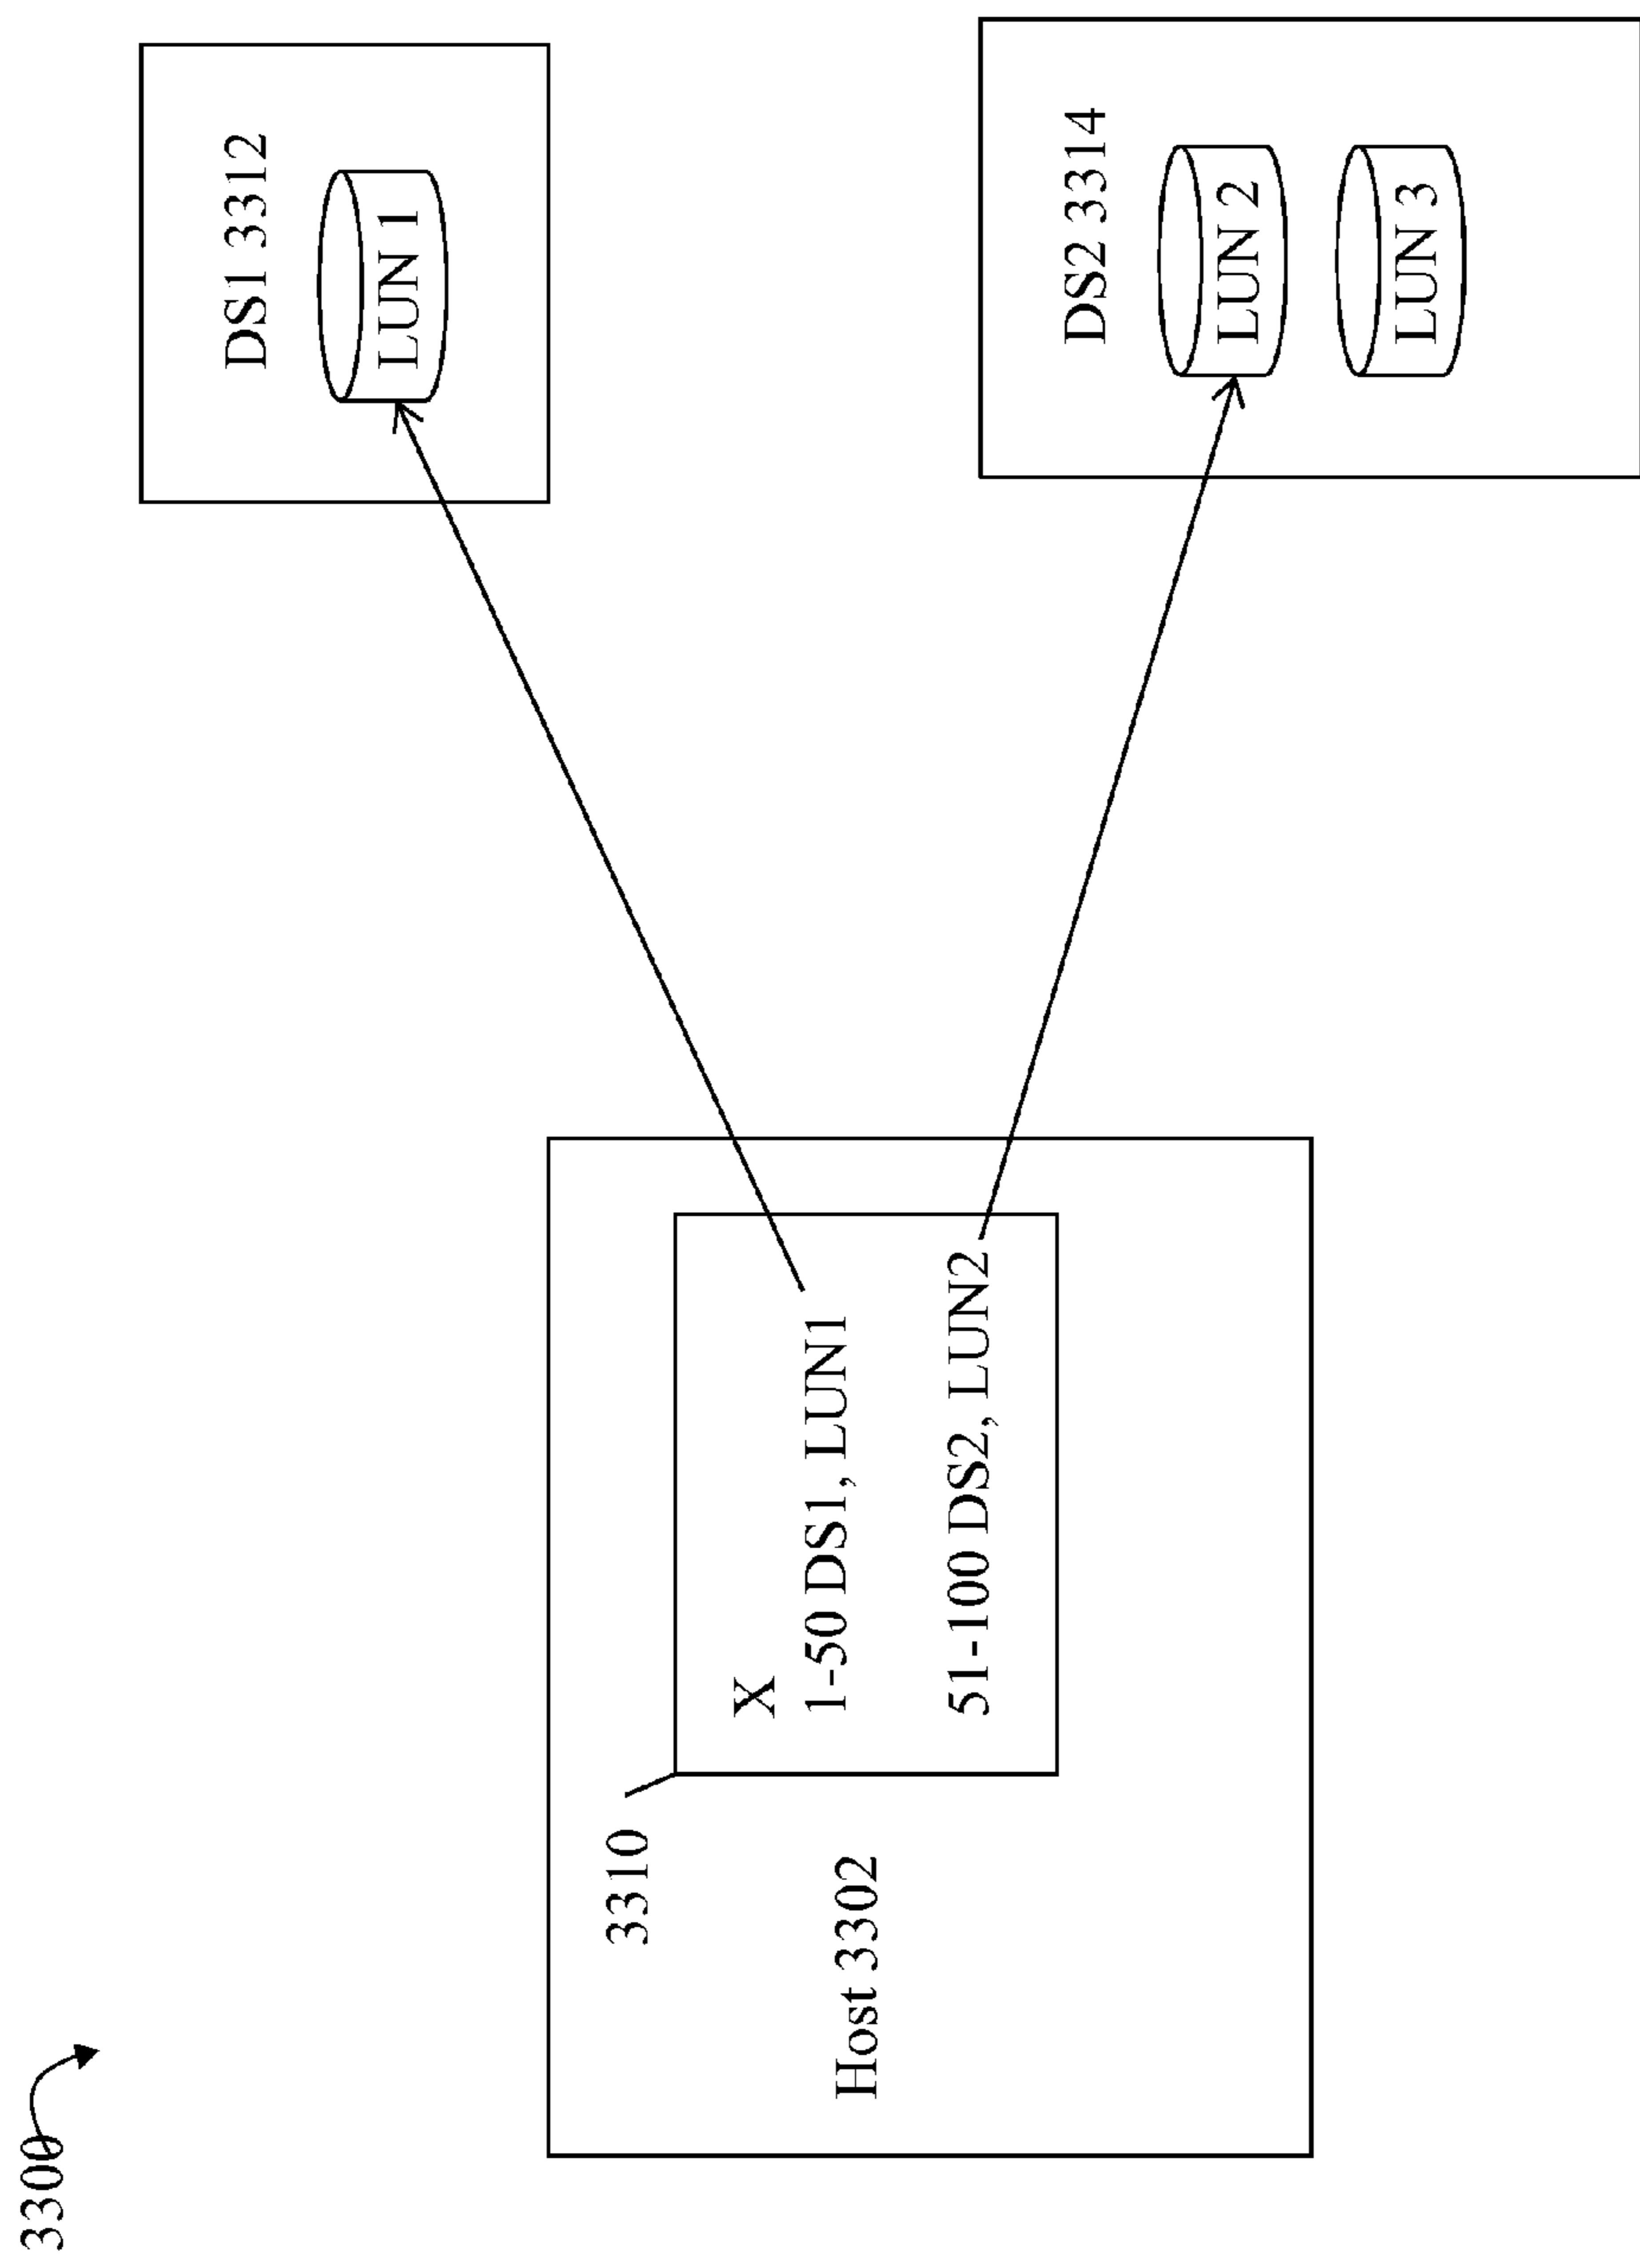 3300
DS1 3312
LUN 1
3310
X
1-50 DS1, LUN1
51-100 DS2, LUN2
Host 3302
DS2 3314
LUN 2
LUN 3